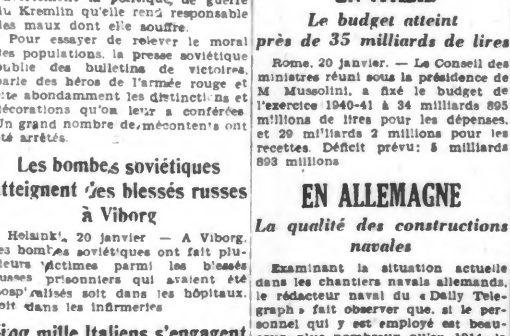 du Kremlin qu'elle rend responsable
des maux dont elle souffre.
Pour essayer de relever le moral
des populations, la presse soviétique
publie des bulletins de victoires,
parle des héros de l'armée rouge et
cite abondamment les distinctions et
décorations qu'on leur a conférées.
Un grand nombre de mécontents ont
été arrêtés.
Les bombes soviétiques
atteignent des blessés russes
à Viborg
Helsinki, 20 janvier — A Viborg,
les bombes soviétiques ont fait plu-
sieurs victimes parmi les blessés
russes prisonniers qui avaient été
hospitalisés soit dans les hôpitaux,
soit dans les infirmeries
Cinq mille Italiens s'engagent
Le budget atteint
près de 35 milliards de lires
Rome, 20 janvier. — Le Conseil des
ministres réuni sous la présidence de
M Mussolini, a fixé le budget de
l'exercice 1940-41 à 34 milliards 895
millions de lires pour les dépenses,
et 29 milliards 2 millions pour les
recettes. Déficit prévu: 5 milliards
893 millions
EN ALLEMAGNE
La qualité des constructions
navales
Examinant la situation actuelle
dans les chantiers navals allemands,
le rédacteur naval du « Daily Tele-
graph » fait observer que, si le per-
sonnel qui y est employé est beau-